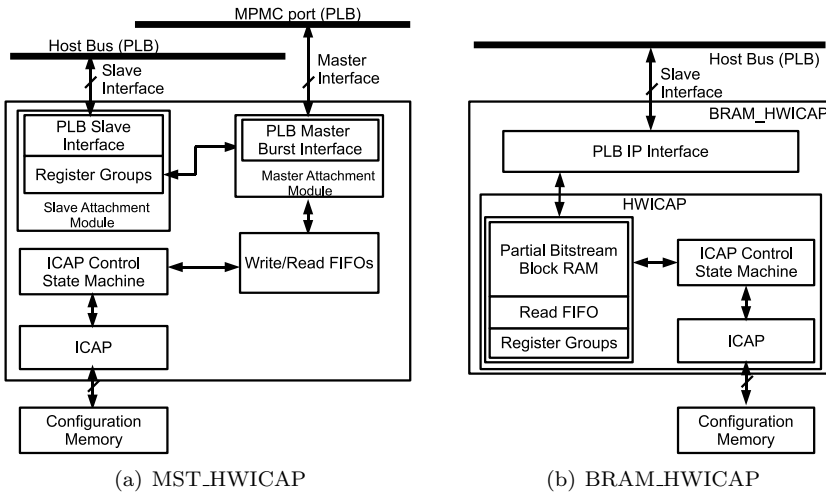 MPMC port (PLB)
Host Bus (PLB)
Slave
Interface
Master
Interface
PLB Slave
Interface
Register Groups
Slave Attachment
Module
PLB Master
Burst Interface
Master Attachment
Module
ICAP Control
State Machine
Write/Read FIFOs
ICAP
Configuration
Memory
(a) MST_HWICAP
Host Bus (PLB)
Slave
Interface
BRAM_HWICAP
PLB IP Interface
HWICAP
Partial Bitstream
Block RAM
Read FIFO
Register Groups
ICAP Control
State Machine
ICAP
Configuration
Memory
(b) BRAM_HWICAP